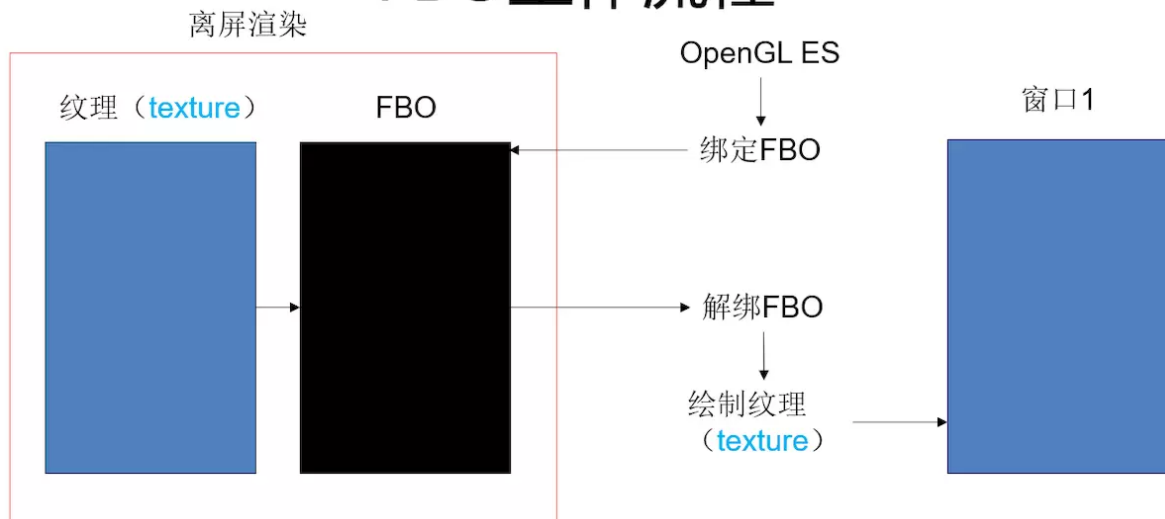 离屏渲染
OpenGL ES
纹理（texture）
FBO
窗口1
绑定FBO
解绑FBO
绘制纹理
（texture）